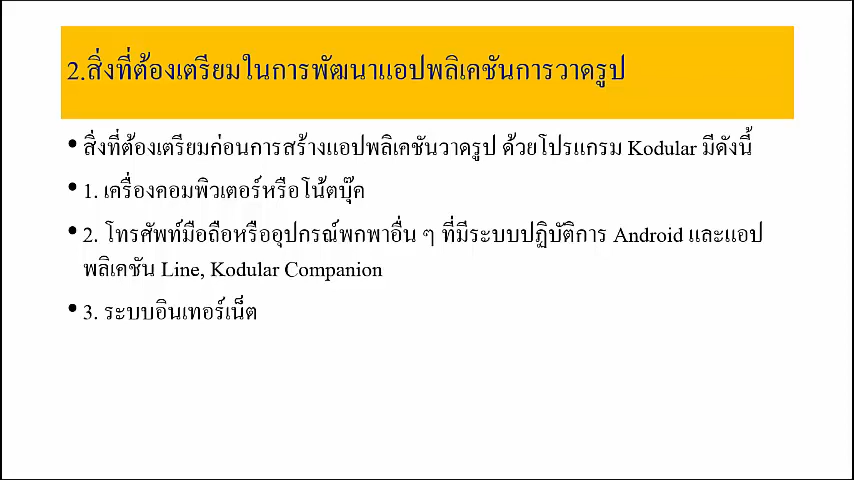 2.สิ่งที่ต้องเตรียมในการพัฒนาแอปพลิเคชันการวาดรูป
• สิ่งที่ต้องเตรียมก่อนการสร้างแอปพลิเคชันวาดรูป ด้วยโปรแกรม Kodular มีดังนี้
• 1. เครื่องคอมพิวเตอร์หรือโน้ตบุ๊ค
• 2. โทรศัพท์มือถือหรืออุปกรณ์พกพาอื่น ๆ ที่มีระบบปฏิบัติการ Android และแอป
พลิเคชัน Line, Kodular Companion
• 3. ระบบอินเทอร์เน็ต